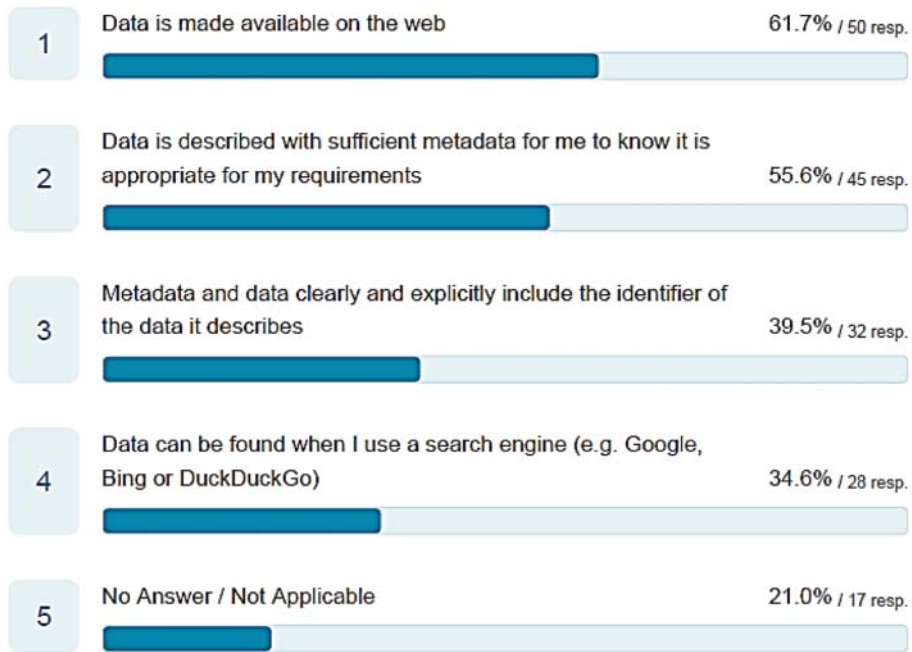 1
Data is made available on the web
61.7% / 50 resp.
2
Data is described with sufficient metadata for me to know it is
appropriate for my requirements
55.6% / 45 resp.
3
Metadata and data clearly and explicitly include the identifier of
the data it describes
39.5% / 32 resp.
4
Data can be found when I use a search engine (e.g. Google,
Bing or DuckDuckGo)
34.6% / 28 resp.
5
No Answer / Not Applicable
21.0% / 17 resp.